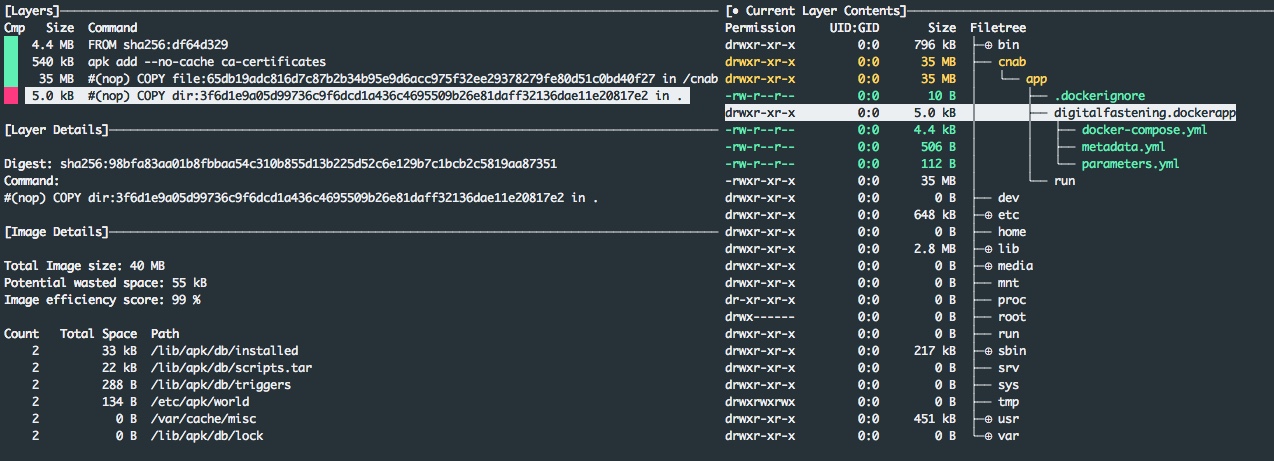 [Layers]
Cmp Size Command
4.4 MB FROM sha256:df64d329
540 kB apk add --no-cache ca-certificates
35 MB #(nop) COPY file:65db19adc816d7c87b2b34b95e9d6acc975f32ee29378279fe80d51c0bd40f27 in /cnab
5.0 kB #(nop) COPY dir:3f6d1e9a05d99736c9f6dcd1a436c4695509b26e81daff32136dae11e20817e2 in .
[Layer Details]
Digest: sha256:98bfa83aa01b8fbbaa54c310b855d13b225d52c6e129b7c1bcb2c5819aa87351
Command:
#(nop) COPY dir:3f6d1e9a05d99736c9f6dcd1a436c4695509b26e81daff32136dae11e20817e2 in .
[Image Details]
Total Image size: 40 MB
Potential wasted space: 55 kB
Image efficiency score: 99 %
Count Total Space Path
2 33 kB /lib/apk/db/installed
2 22 kB /lib/apk/db/scripts.tar
2 288 B /lib/apk/db/triggers
2 134 B /etc/apk/world
2 0 B /var/cache/misc
2 0 B /lib/apk/db/lock
[● Current Layer Contents]
Permission UID:GID Size Filetree
drwxr-xr-x 0:0 796 kB ├─⊕ bin
drwxr-xr-x 0:0 35 MB ├── cnab
drwxr-xr-x 0:0 35 MB │ └── app
-rw-r--r-- 0:0 10 B │ ├── .dockerignore
drwxr-xr-x 0:0 5.0 kB │ ├── digitalfastening.dockerapp
-rw-r--r-- 0:0 4.4 kB │ │ ├── docker-compose.yml
-rw-r--r-- 0:0 506 B │ │ ├── metadata.yml
-rw-r--r-- 0:0 112 B │ │ └── parameters.yml
-rwxr-xr-x 0:0 35 MB │ └── run
drwxr-xr-x 0:0 0 B ├── dev
drwxr-xr-x 0:0 648 kB ├─⊕ etc
drwxr-xr-x 0:0 0 B ├── home
drwxr-xr-x 0:0 2.8 MB ├─⊕ lib
drwxr-xr-x 0:0 0 B ├─⊕ media
drwxr-xr-x 0:0 0 B ├── mnt
dr-xr-xr-x 0:0 0 B ├── proc
drwx------ 0:0 0 B ├── root
drwxr-xr-x 0:0 0 B ├── run
drwxr-xr-x 0:0 217 kB ├─⊕ sbin
drwxr-xr-x 0:0 0 B ├── srv
drwxr-xr-x 0:0 0 B ├── sys
drwxrwxrwx 0:0 0 B ├── tmp
drwxr-xr-x 0:0 451 kB ├─⊕ usr
drwxr-xr-x 0:0 0 B └─⊕ var